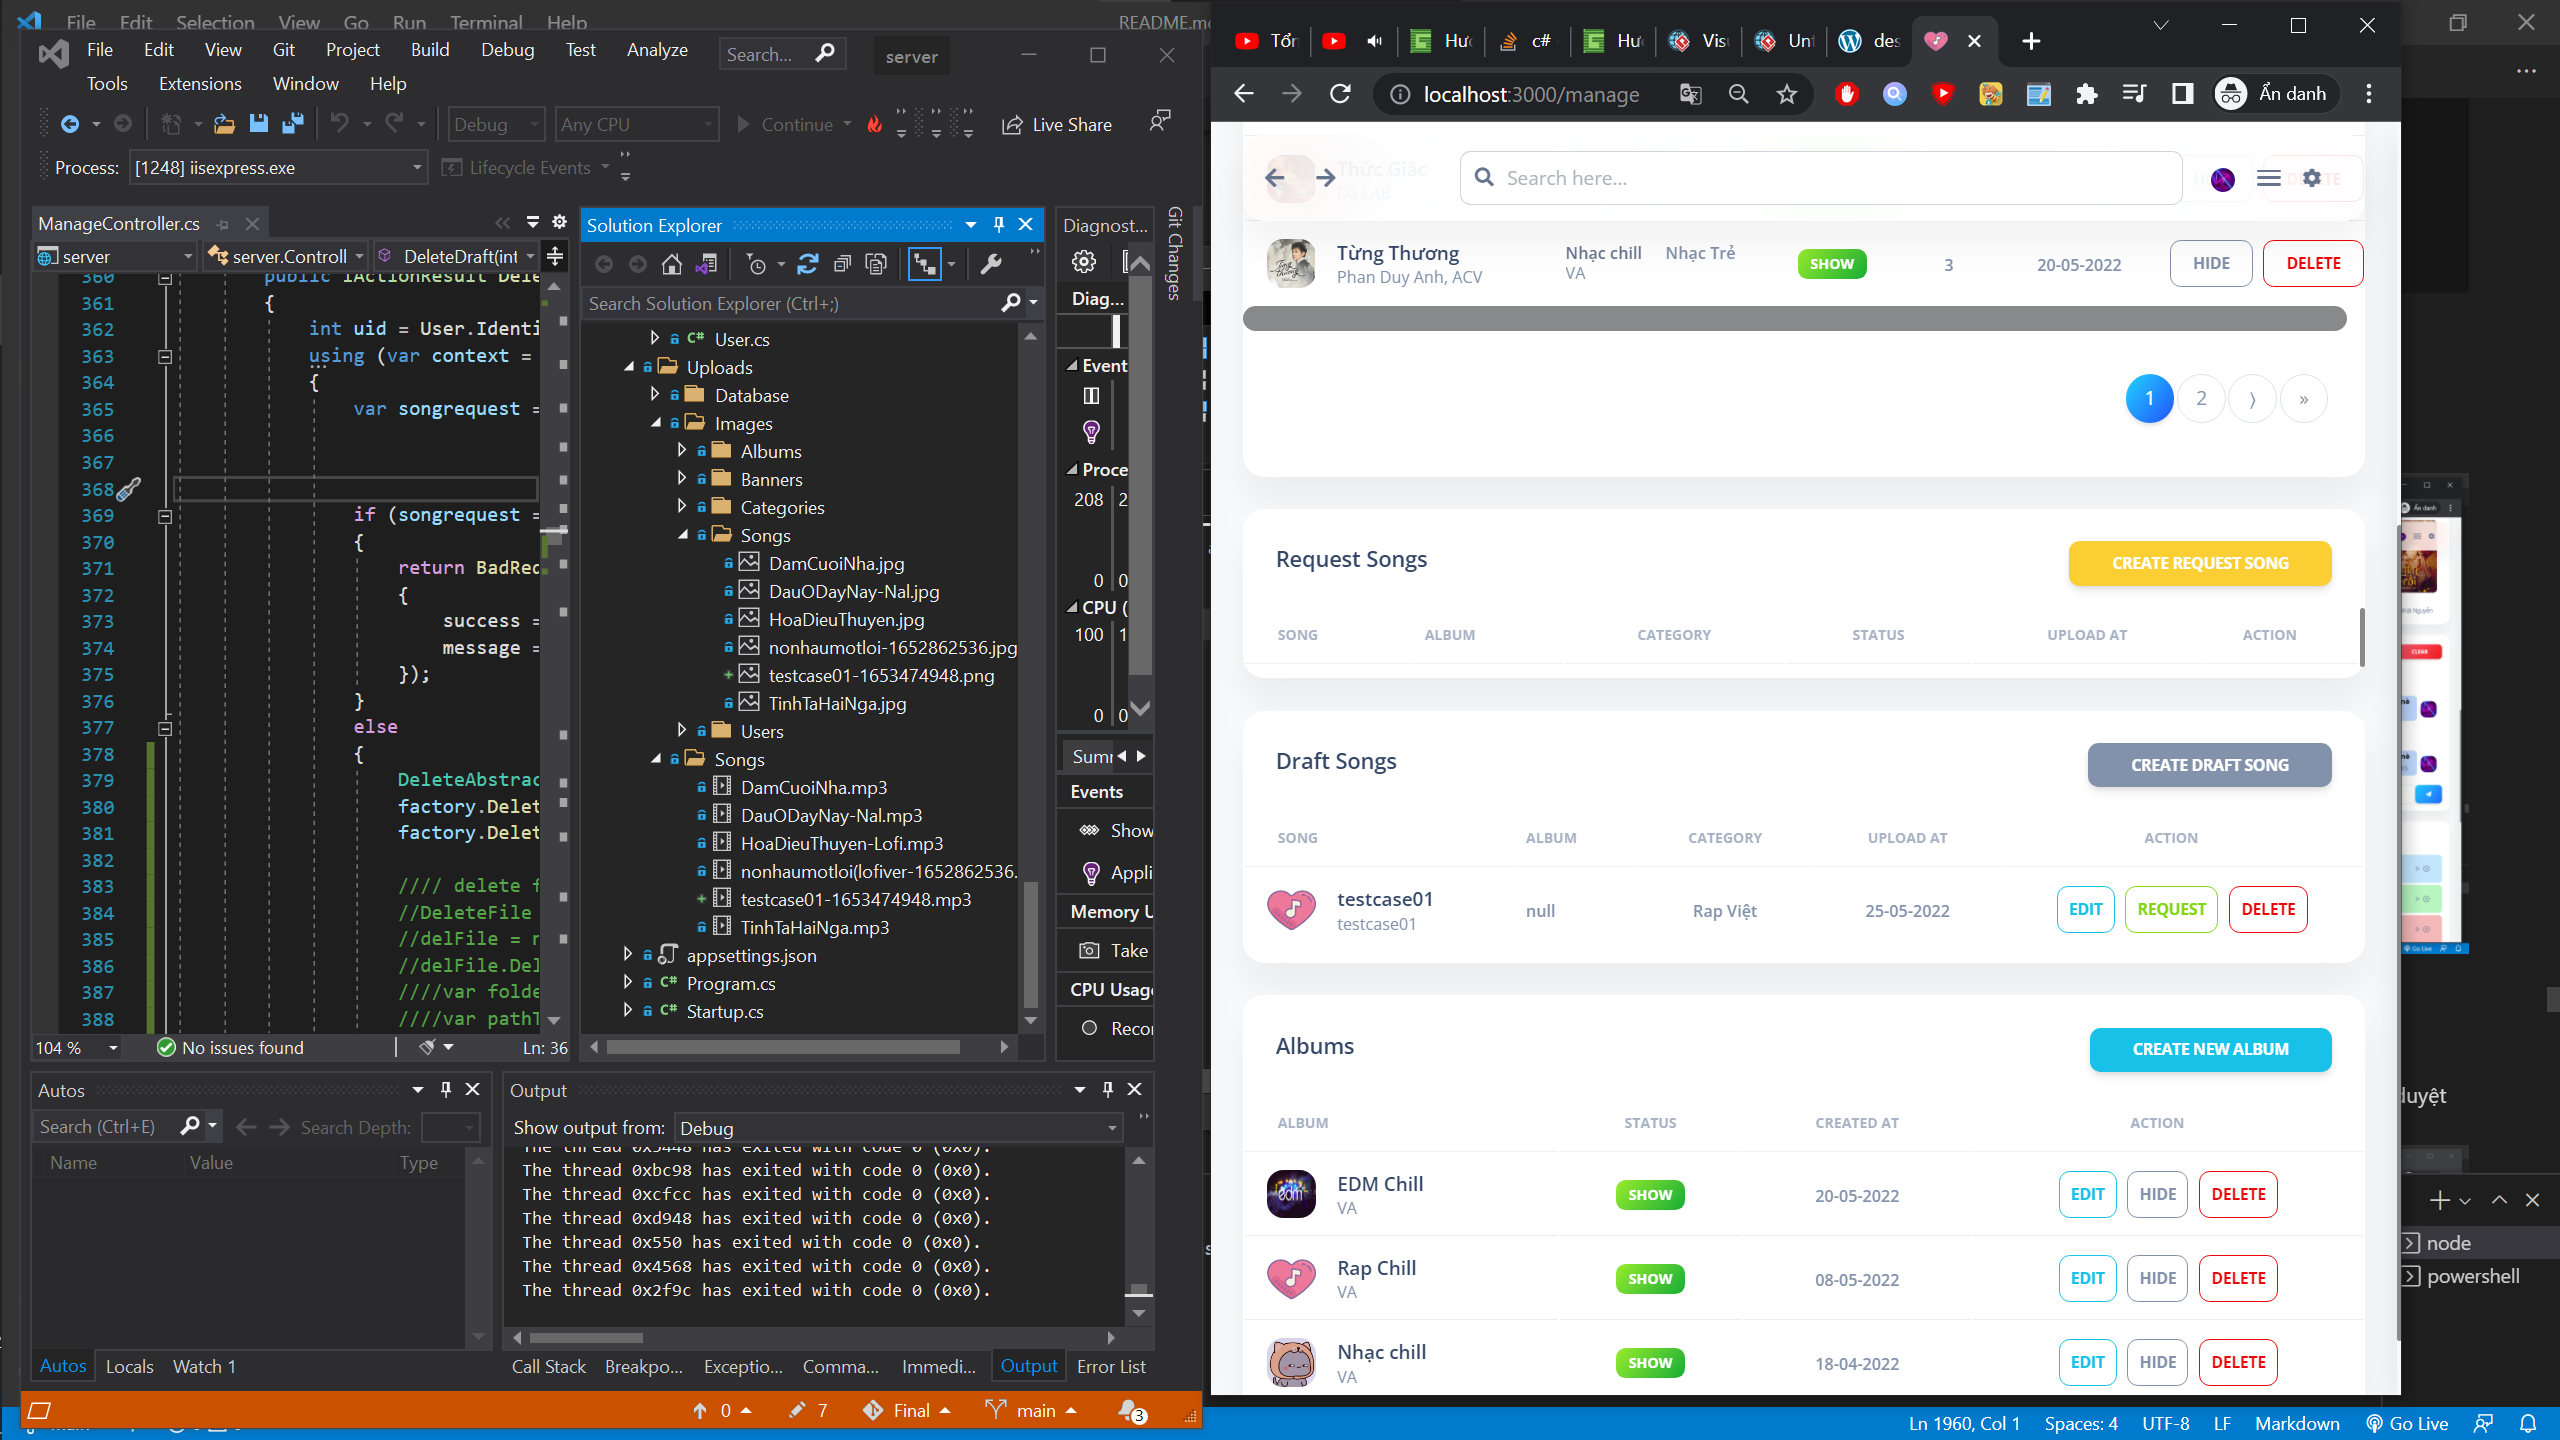 File Edit Selection View Go Run Terminal Help
README.m
File Edit View Git Project Build Debug Test Analyze
Search...
server
Tools Extensions Window Help
Debug
Any CPU
Continue
Live Share
Process: [1248] iisexpress.exe
Lifecycle Events
ManageController.cs
server
server.Controll
DeleteDraft(int
360 public IActionResult Dele
361 {
362 int uid = User.Identi
363 using (var context =
364 {
365 var songrequest =
366
367
368
369 if (songrequest =
370 {
371 return BadReq
372 {
373 success =
374 message =
375 });
376 }
377 else
378 {
379 DeleteAbstrac
380 factory.Delet
381 factory.Delet
382
383 //// delete f
384 //DeleteFile
385 //delFile = n
386 //delFile.Del
387 ////var folde
388 ////var pathT
104 %
No issues found
Ln: 36
Solution Explorer
Search Solution Explorer (Ctrl+;)
C# User.cs
Uploads
Database
Images
Albums
Banners
Categories
Songs
DamCuoiNha.jpg
DauODayNay-Nal.jpg
HoaDieuThuyen.jpg
nonhaumotloi-1652862536.jpg
testcase01-1653474948.png
TinhTaHaiNga.jpg
Users
Songs
DamCuoiNha.mp3
DauODayNay-Nal.mp3
HoaDieuThuyen-Lofi.mp3
nonhaumotloi(lofiver-1652862536.
testcase01-1653474948.mp3
TinhTaHaiNga.mp3
appsettings.json
C# Program.cs
C# Startup.cs
Diagnost...
Diag...
Event
Proce
208 2
0 0
CPU (
100 1
0 0
Sumr
Events
Show
Appli
Memory U
Take
CPU Usag
Recor
Git Changes
Autos
Search (Ctrl+E)
Search Depth:
Name Value Type
Autos Locals Watch 1
Output
Show output from: Debug
The thread 0x5448 has exited with code 0 (0x0).
The thread 0xbc98 has exited with code 0 (0x0).
The thread 0xcfcc has exited with code 0 (0x0).
The thread 0xd948 has exited with code 0 (0x0).
The thread 0x550 has exited with code 0 (0x0).
The thread 0x4568 has exited with code 0 (0x0).
The thread 0x2f9c has exited with code 0 (0x0).
Call Stack Breakpo... Exceptio... Comma... Immedi... Output Error List
0 7 Final main 3
Tổn
Hướ
c#
Hướ
Visu
Unt
des
localhost:3000/manage
Ẩn danh
Thức Giấc
Da LAB
Search here...
DELETE
Từng Thương
Phan Duy Anh, ACV
Nhạc chill
VA
Nhạc Trẻ
SHOW
3
20-05-2022
HIDE
DELETE
1 2 ⟩ »
Request Songs
CREATE REQUEST SONG
SONG ALBUM CATEGORY STATUS UPLOAD AT ACTION
Draft Songs
CREATE DRAFT SONG
SONG ALBUM CATEGORY UPLOAD AT ACTION
testcase01
testcase01
null
Rap Việt
25-05-2022
EDIT REQUEST DELETE
Albums
CREATE NEW ALBUM
ALBUM STATUS CREATED AT ACTION
EDM Chill
VA
SHOW
20-05-2022
EDIT HIDE DELETE
Rap Chill
VA
SHOW
08-05-2022
EDIT HIDE DELETE
Nhạc chill
VA
SHOW
18-04-2022
EDIT HIDE DELETE
Ẩn danh
CLEAR
Go Live
duyệt
node
powershell
Ln 1960, Col 1 Spaces: 4 UTF-8 LF Markdown Go Live